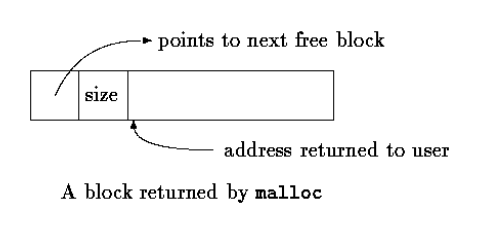 points to next free block
size
address returned to user
A block returned by malloc